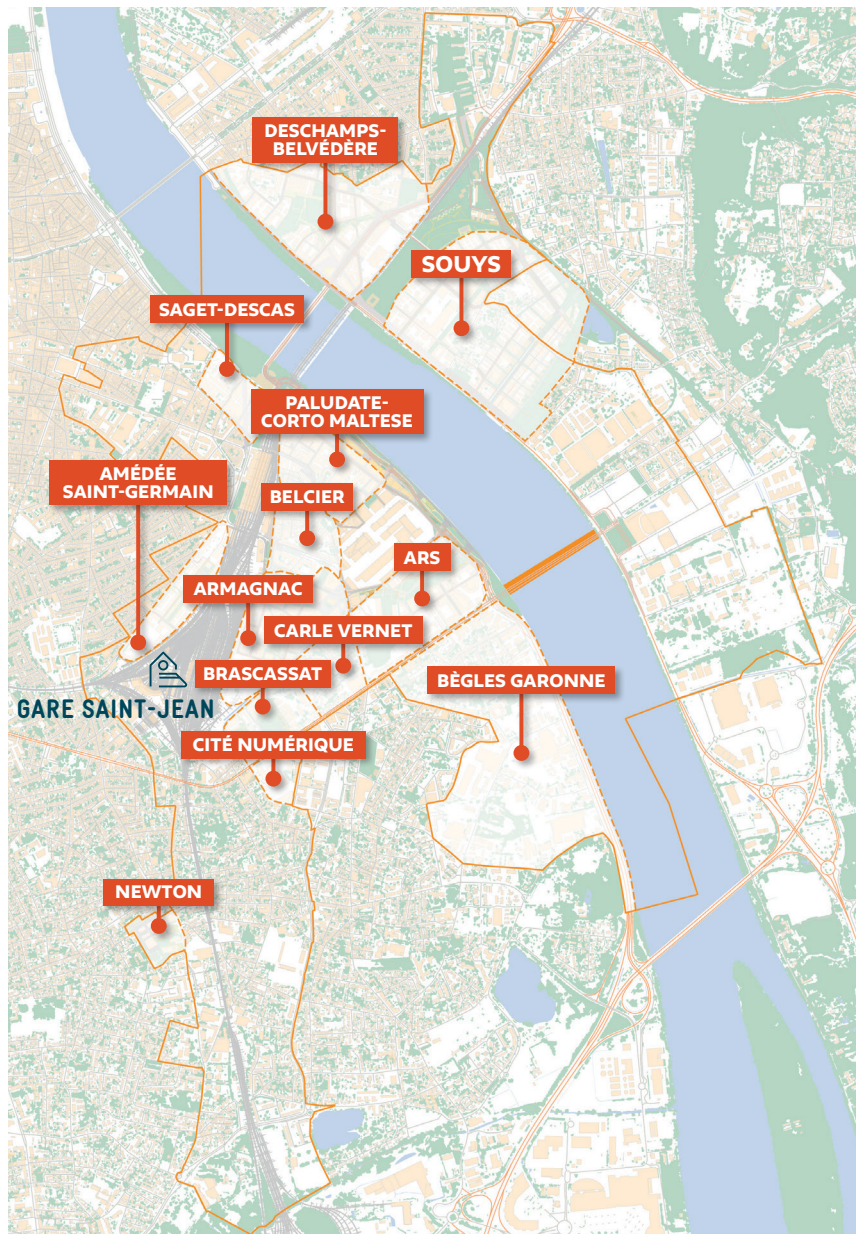 DESCHAMPS-
BELVÉDÈRE
SOUYS
SAGET-DESCAS
PALUDATE-
CORTO MALTESE
AMÉDÉE
SAINT-GERMAIN
BELCIER
ARS
ARMAGNAC
CARLE VERNET
BRASCASSAT
BÈGLES GARONNE
GARE SAINT-JEAN
CITÉ NUMÉRIQUE
NEWTON